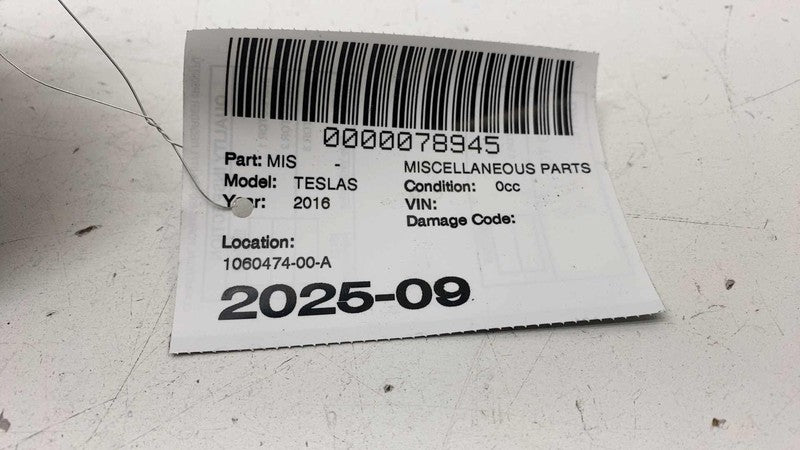 0000078945
Part: MIS - MISCELLANEOUS PARTS
Model: TESLAS Condition: 0cc
Year: 2016 VIN:
Damage Code:
Location:
1060474-00-A
2025-09